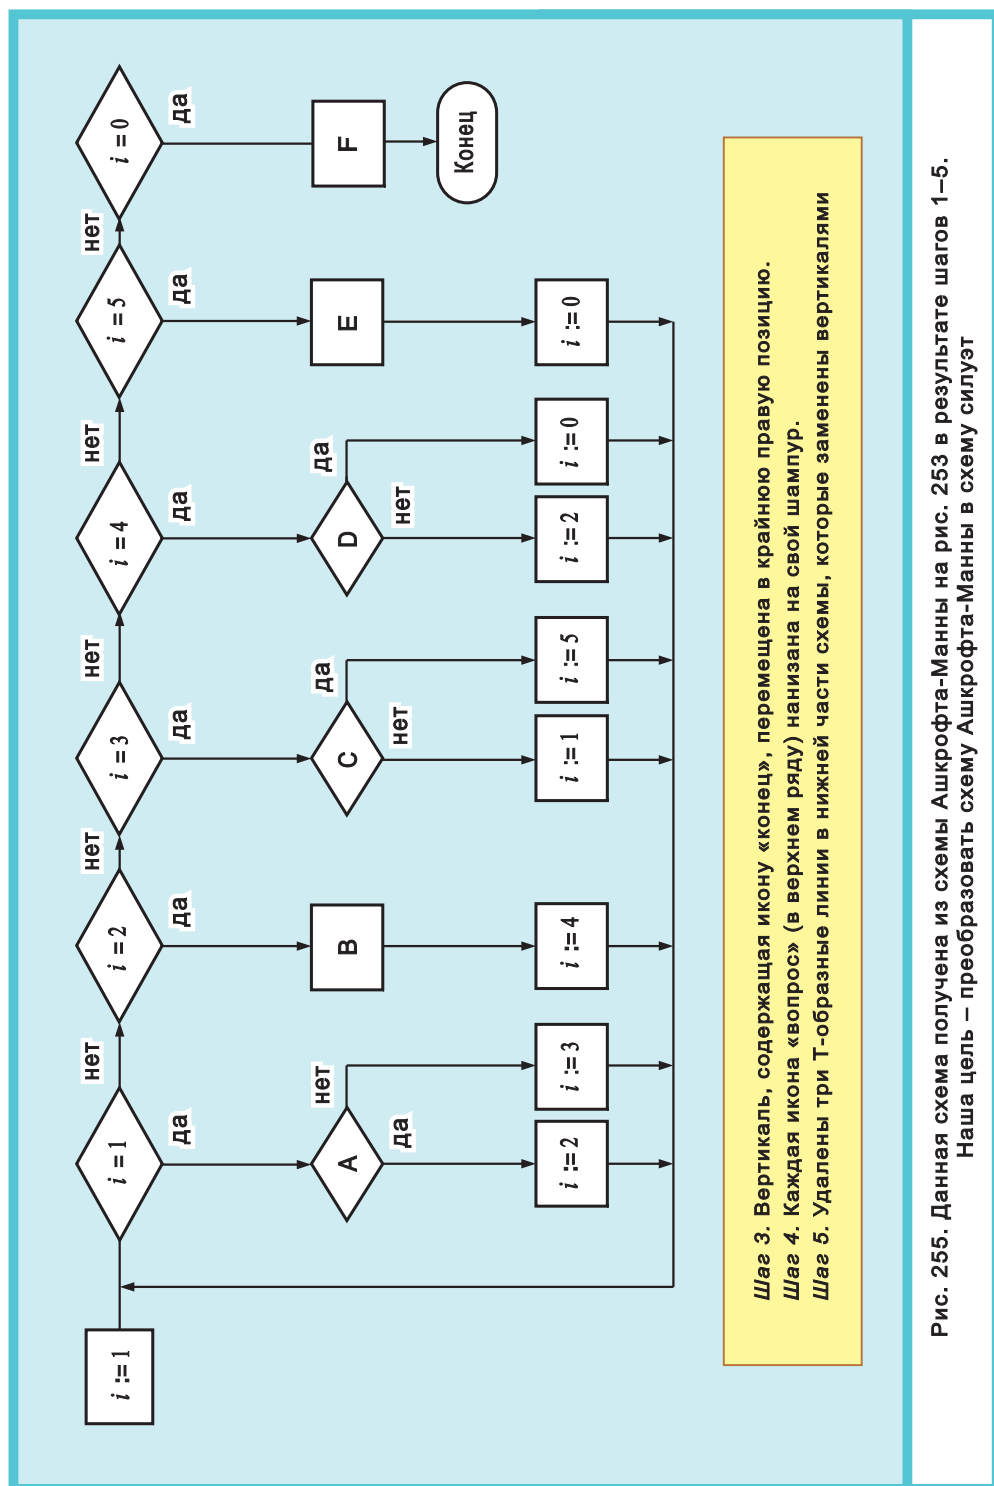 i := 1
i = 1
нет
i = 2
нет
i = 3
нет
i = 4
нет
i = 5
нет
i = 0
да
да
да
да
да
да
A
нет
B
C
да
D
да
E
F
да
нет
нет
Конец
i := 2
i := 3
i := 4
i := 1
i := 5
i := 2
i := 0
i := 0
Шаг 3. Вертикаль, содержащая икону «конец», перемещена в крайнюю правую позицию.
Шаг 4. Каждая икона «вопрос» (в верхнем ряду) нанизана на свой шампур.
Шаг 5. Удалены три Т-образные линии в нижней части схемы, которые заменены вертикалями
Рис. 255. Данная схема получена из схемы Ашкрофта-Манны на рис. 253 в результате шагов 1–5.
Наша цель – преобразовать схему Ашкрофта-Манны в схему силуэт